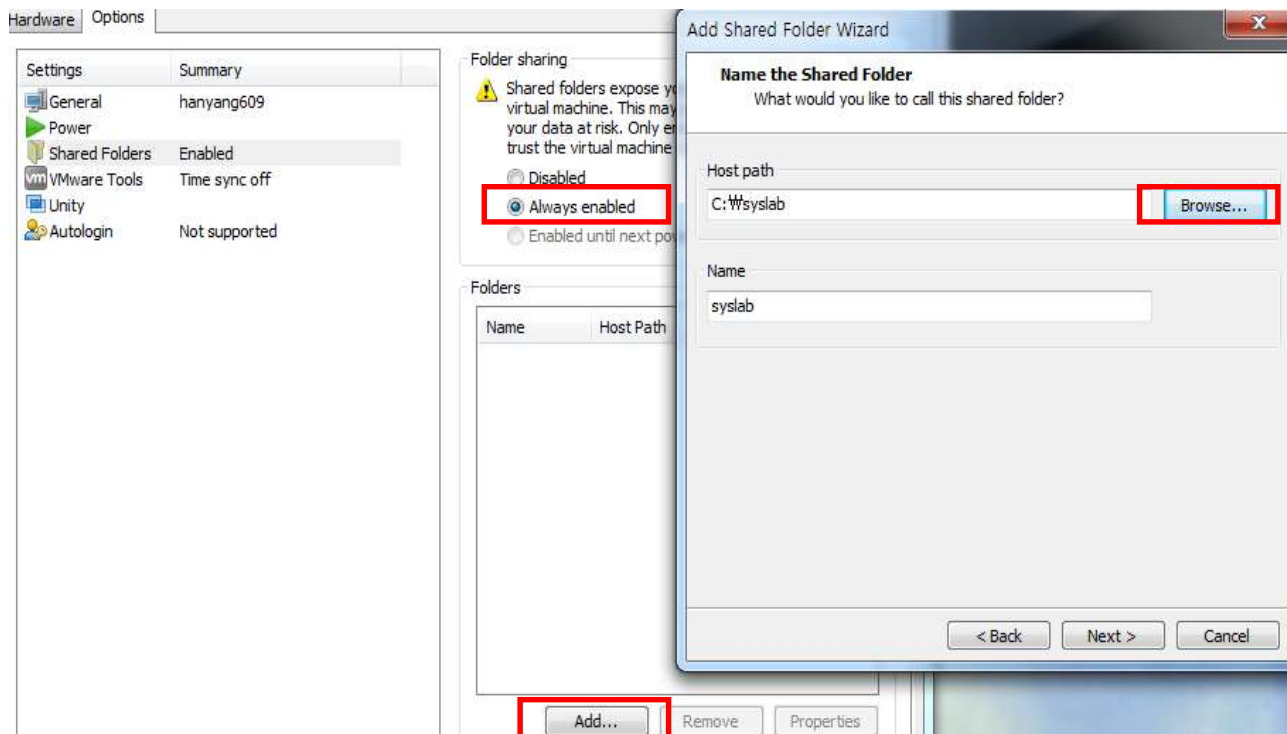 Hardware
Options
Settings Summary
General hanyang609
Power
Shared Folders Enabled
VMware Tools Time sync off
Unity
Autologin Not supported
Folder sharing
Shared folders expose
virtual machine. This may
your data at risk. Only
trust the virtual machine
Disabled
Always enabled
Enabled until next
Folders
Name Host Path
Add...
Remove
Properties
Add Shared Folder Wizard
Name the Shared Folder
What would you like to call this shared folder?
Host path
C:₩syslab
Browse...
Name
syslab
< Back
Next >
Cancel